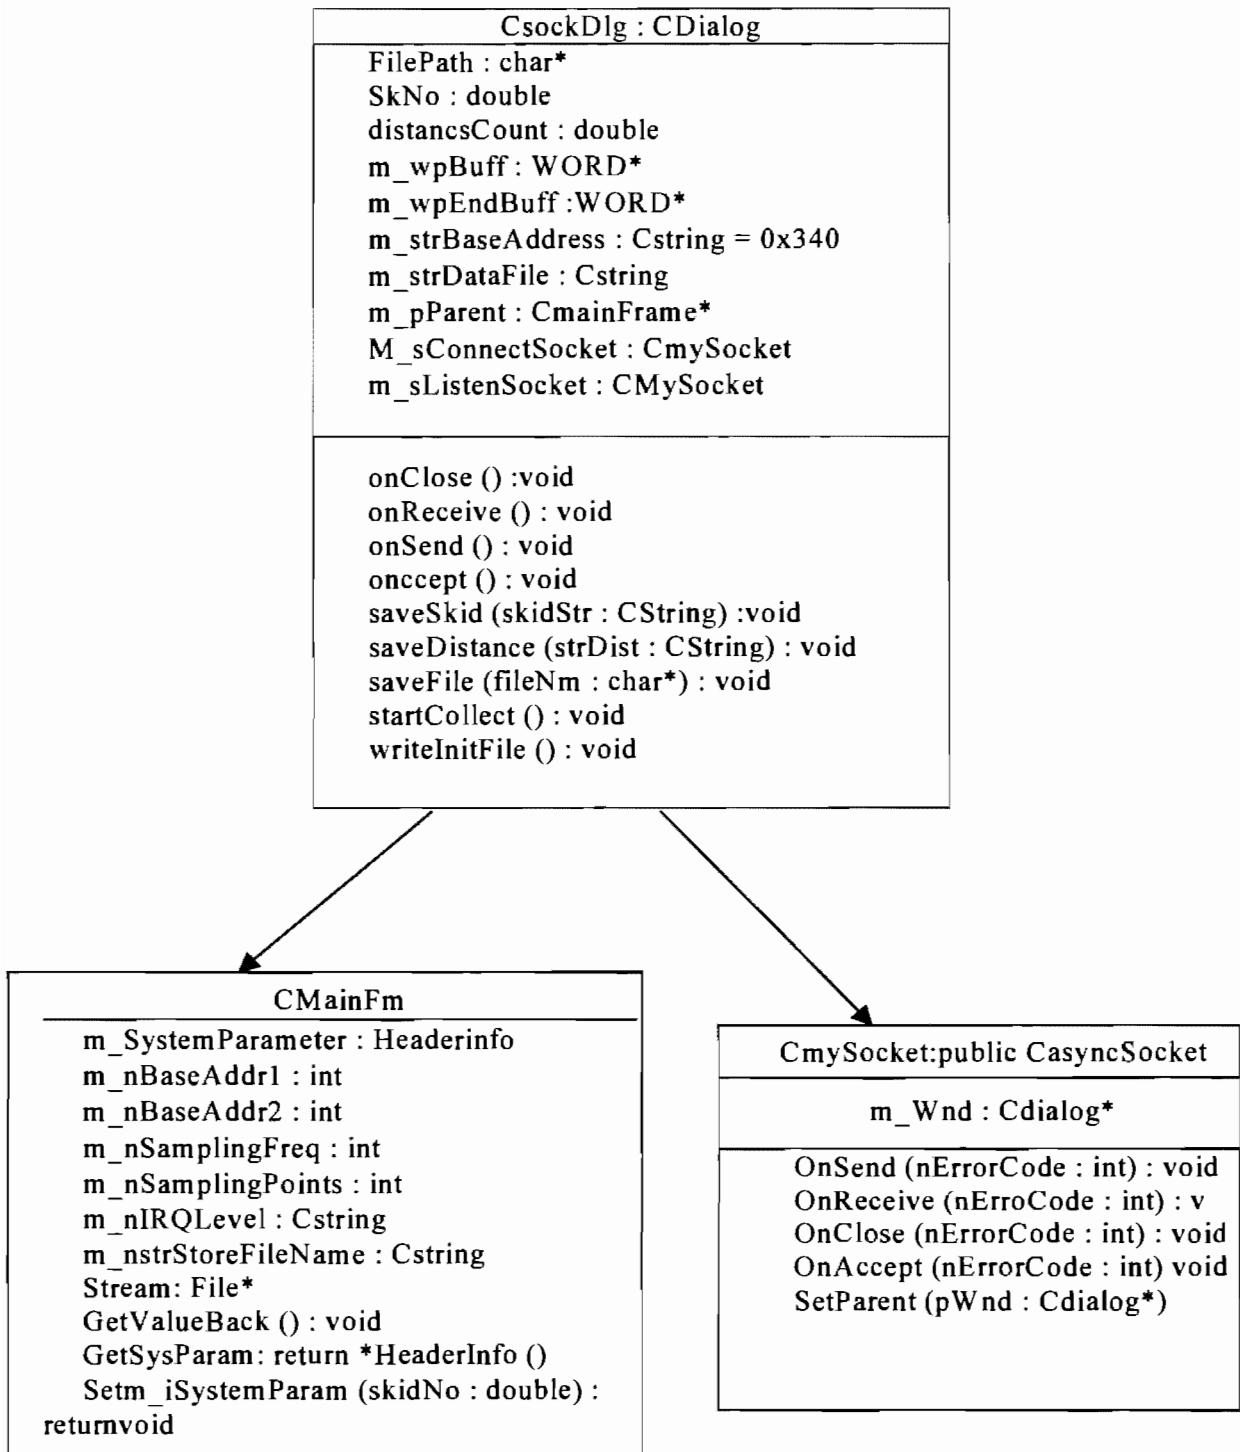 CsockDlg : CDialog
FilePath : char*
SkNo : double
distancsCount : double
m_wpBuff : WORD*
m_wpEndBuff :WORD*
m_strBaseAddress : Cstring = 0x340
m_strDataFile : Cstring
m_pParent : CmainFrame*
M_sConnectSocket : CmySocket
m_sListenSocket : CMySocket
onClose () :void
onReceive () : void
onSend () : void
onccept () : void
saveSkid (skidStr : CString) :void
saveDistance (strDist : CString) : void
saveFile (fileNm : char*) : void
startCollect () : void
writeInitFile () : void
CMainFm
m_SystemParameter : Headerinfo
m_nBaseAddr1 : int
m_nBaseAddr2 : int
m_nSamplingFreq : int
m_nSamplingPoints : int
m_nIRQLevel : Cstring
m_nstrStoreFileName : Cstring
Stream: File*
GetValueBack () : void
GetSysParam: return *HeaderInfo ()
Setm_iSystemParam (skidNo : double) :
returnvoid
CmySocket:public CasyncSocket
m_Wnd : Cdialog*
OnSend (nErrorCode : int) : void
OnReceive (nErroCode : int) : v
OnClose (nErrorCode : int) : void
OnAccept (nErrorCode : int) void
SetParent (pWnd : Cdialog*)